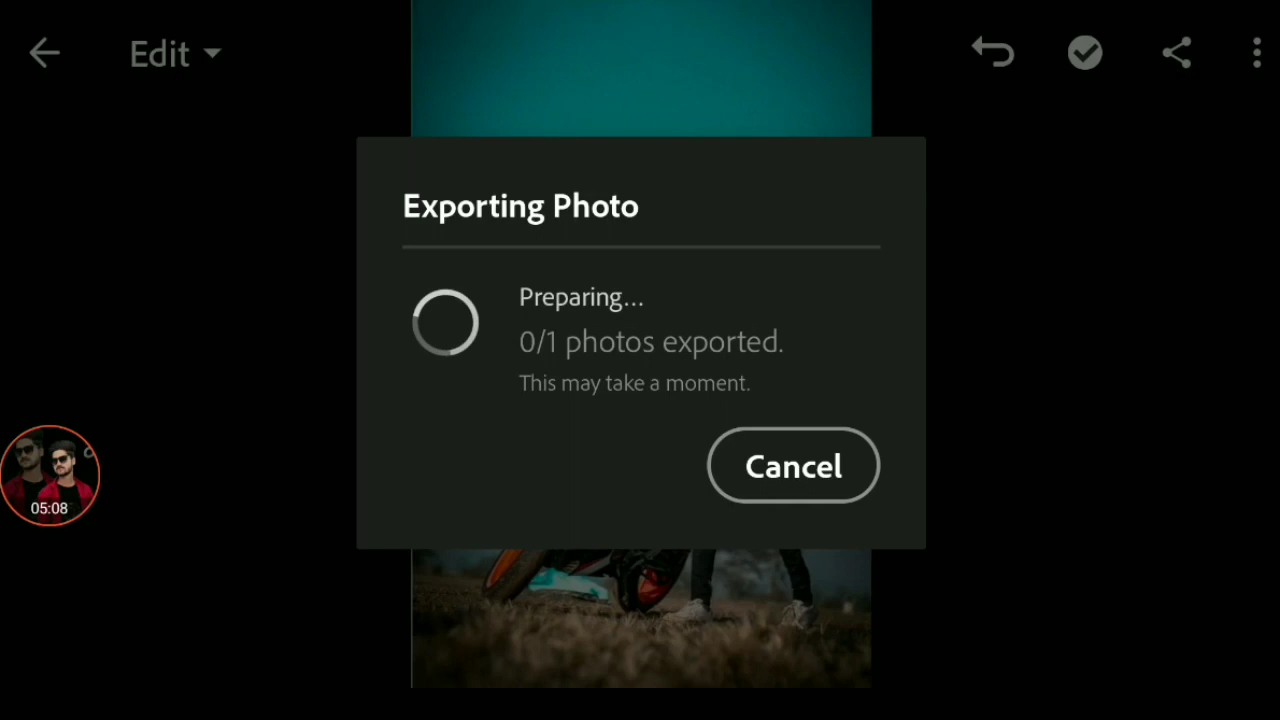 Edit
Exporting Photo
Preparing...
0/1 photos exported.
This may take a moment.
Cancel
05:08